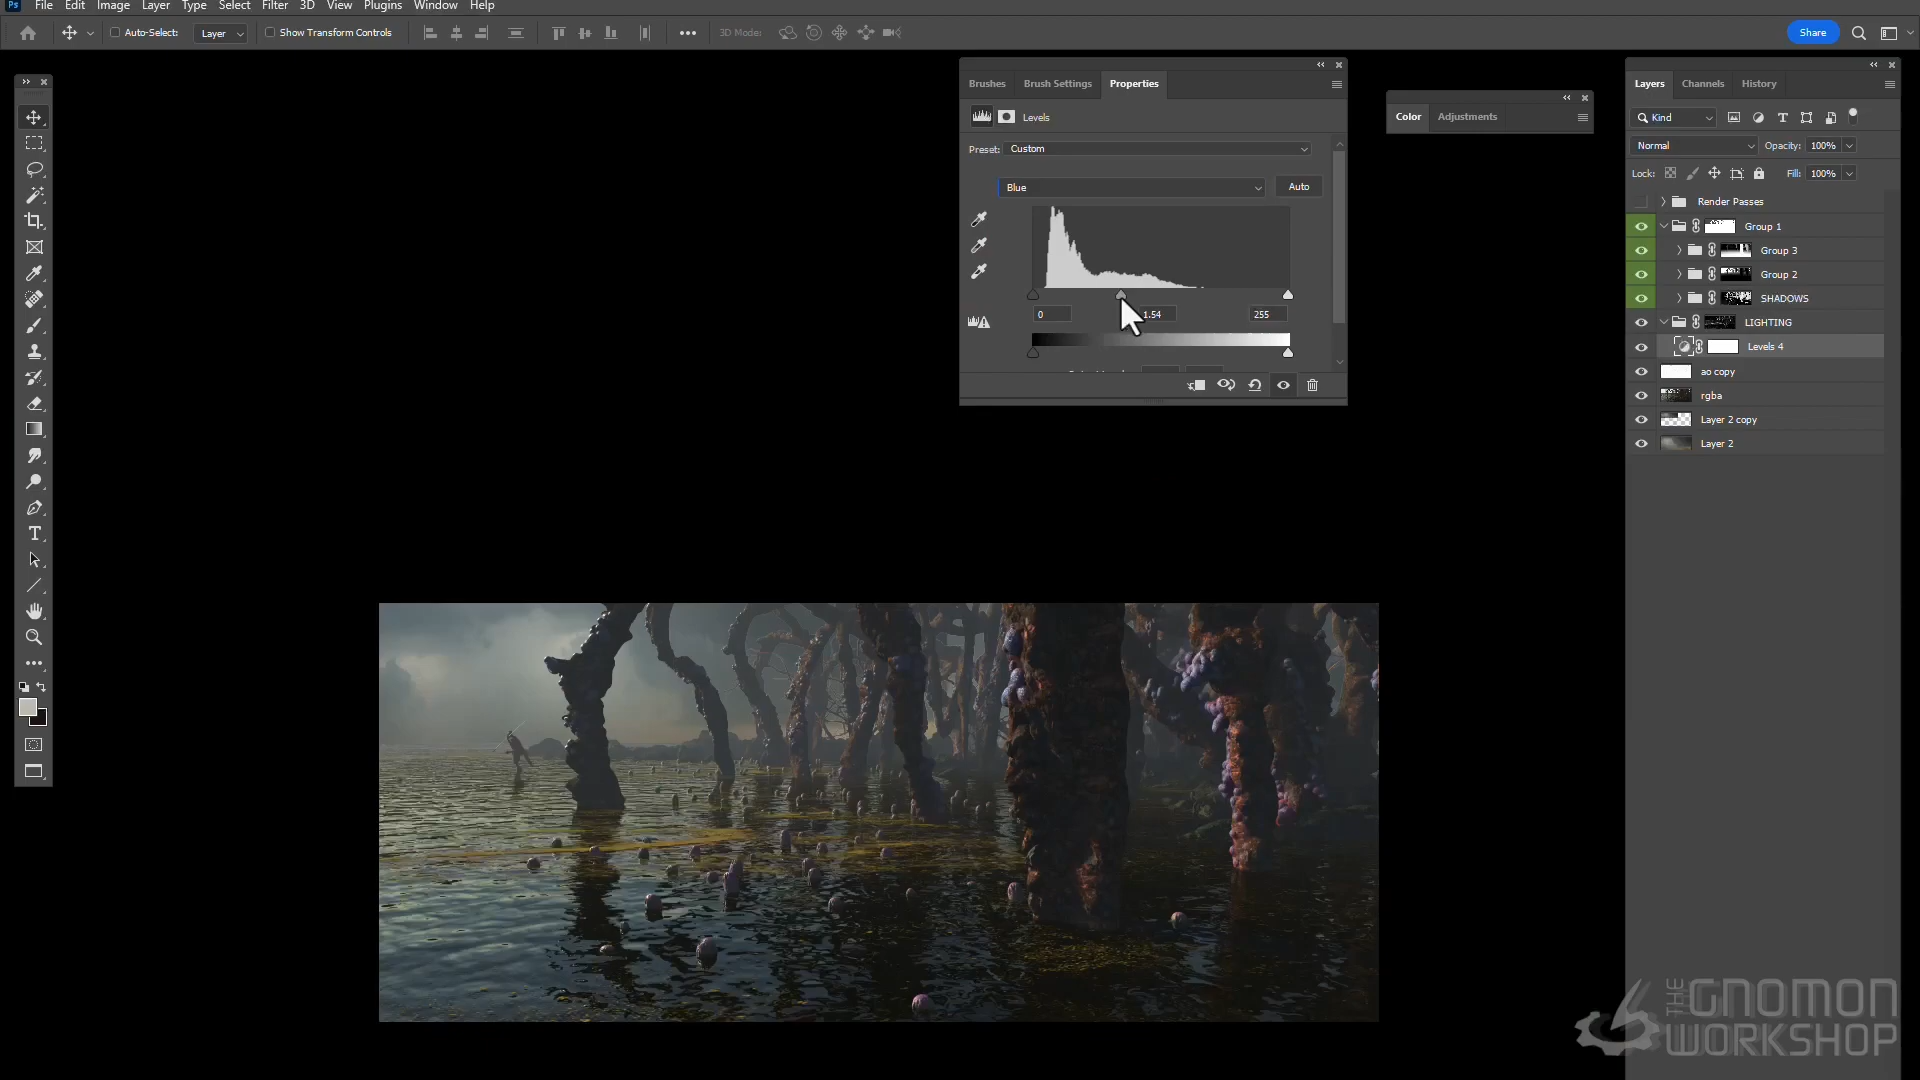 Ps File Edit Image Layer Type Select Filter 3D View Plugins Window Help
Auto-Select: Layer Show Transform Controls 3D Mode: Share
Brushes Brush Settings Properties
Levels
Preset: Custom
Blue Auto
0 1.54 255
Color Adjustments
Layers Channels History
Kind
Normal Opacity: 100%
Lock: Fill: 100%
Render Passes
Group 1
Group 3
Group 2
SHADOWS
LIGHTING
Levels 4
ao copy
rgba
Layer 2 copy
Layer 2
THE GNOMON
WORKSHOP